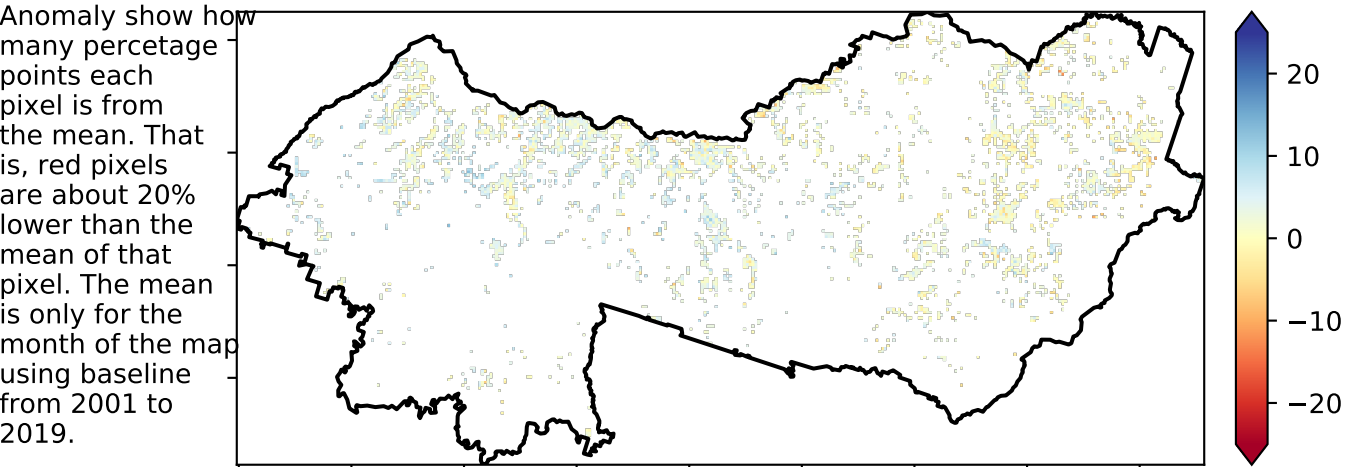 Anomaly show how
many percetage
points each
pixel is from
the mean. That
is, red pixels
are about 20%
lower than the
mean of that
pixel. The mean
is only for the
month of the map
using baseline
from 2001 to
2019.
20
10
0
−10
−20